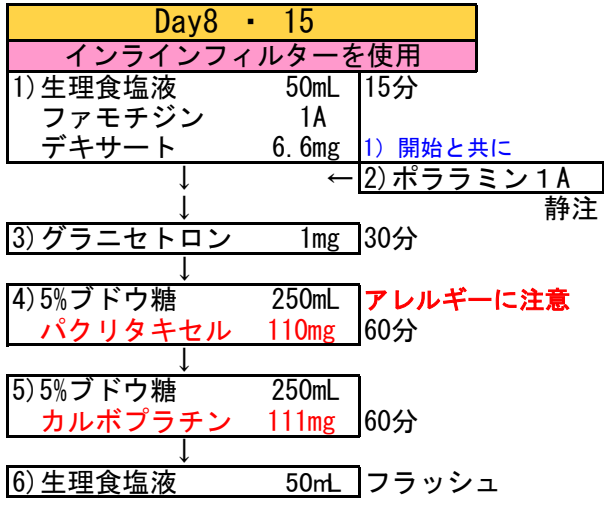 Day8 ・ 15
インラインフィルターを使用
1)生理食塩液 50mL 15分
ファモチジン 1A
デキサート 6.6mg 1) 開始と共に
↓ ← 2)ポララミン１A
↓ 静注
3)グラニセトロン 1mg 30分
↓
4)5%ブドウ糖 250mL アレルギーに注意
パクリタキセル 110mg 60分
↓
5)5%ブドウ糖 250mL
カルボプラチン 111mg 60分
↓
6)生理食塩液 50mL フラッシュ